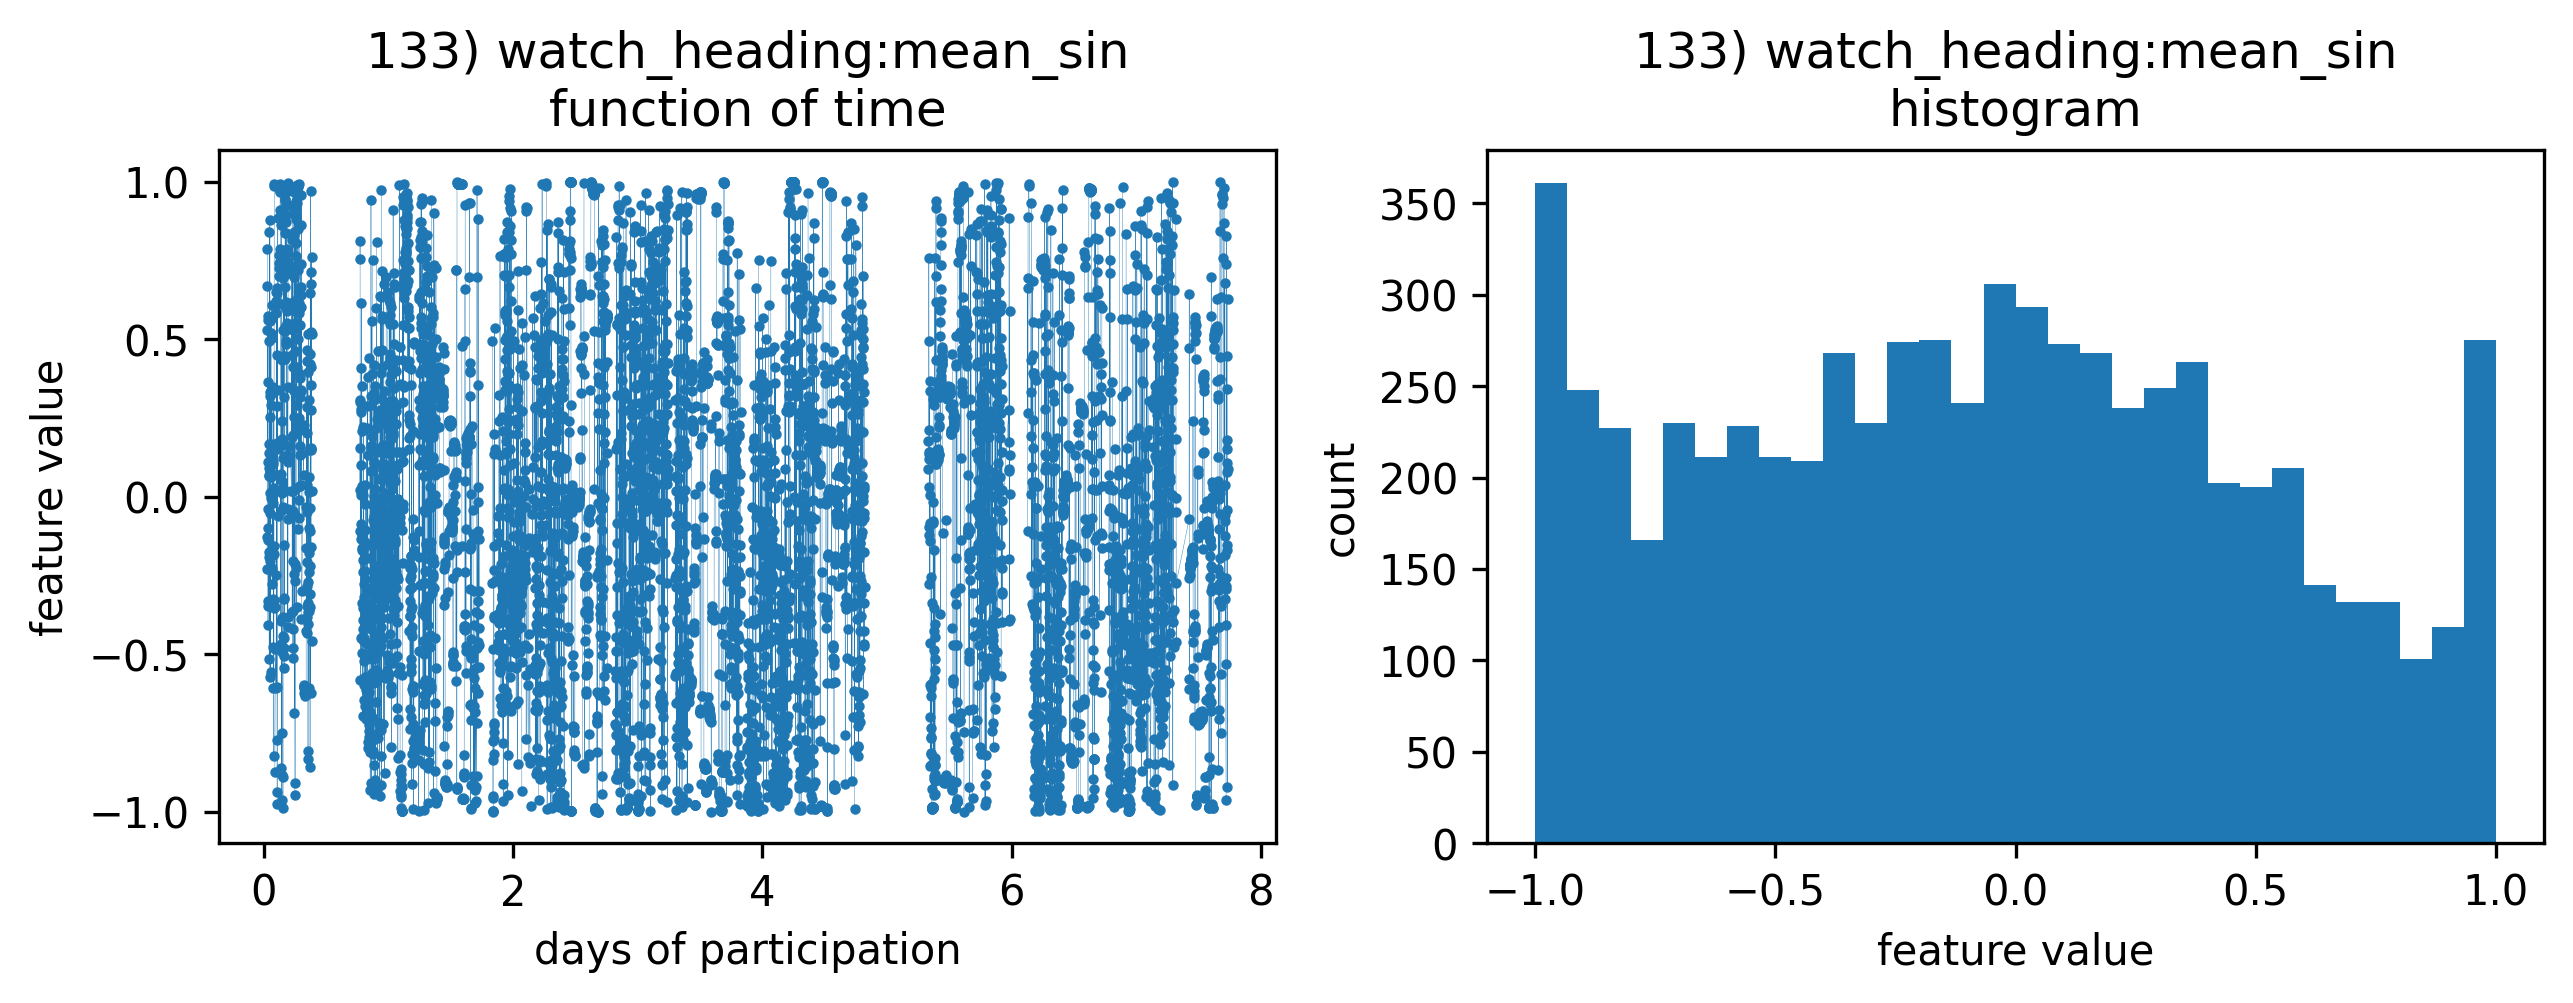 133) watch_heading:mean_sin
function of time
1.0
0.5
0.0
−0.5
−1.0
feature value
0
2
4
6
8
days of participation
133) watch_heading:mean_sin
histogram
350
300
250
200
150
100
50
0
count
−1.0
−0.5
0.0
0.5
1.0
feature value